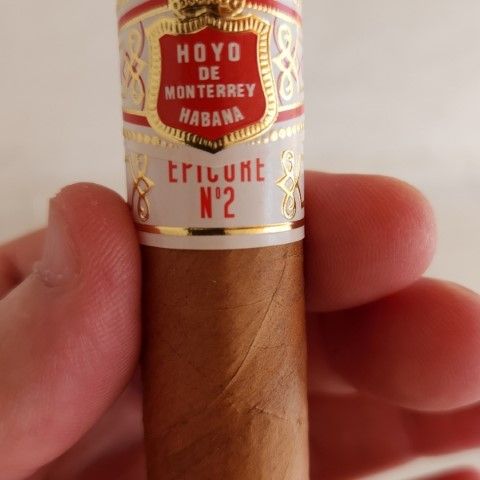 HOYO
DE
MONTERREY
HABANA
EPICURE
Nº2